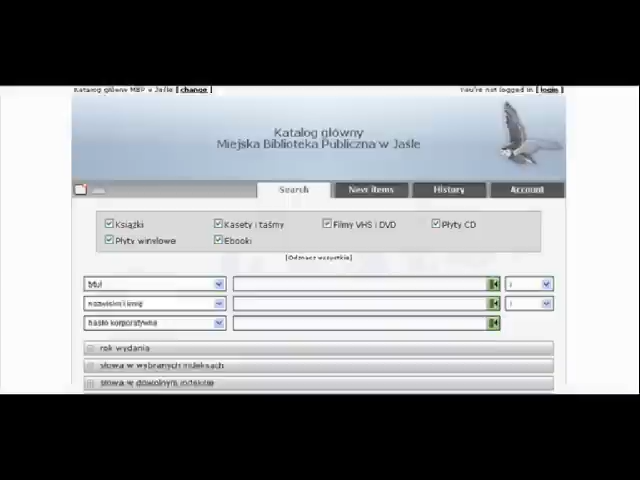 Katalog główny MBP w Jaśle [ change ]
You're not logged in [ login ]
Katalog główny
Miejska Biblioteka Publiczna w Jaśle
Search
New items
History
Account
Książki
Kasety i taśmy
Filmy VHS i DVD
Płyty CD
Płyty winylowe
Ebooki
[Odznacz wszystkie]
tytuł
i
nazwisko i imię
i
hasło korporatywne
rok wydania
słowa w wybranych indeksach
słowa w dowolnym indeksie